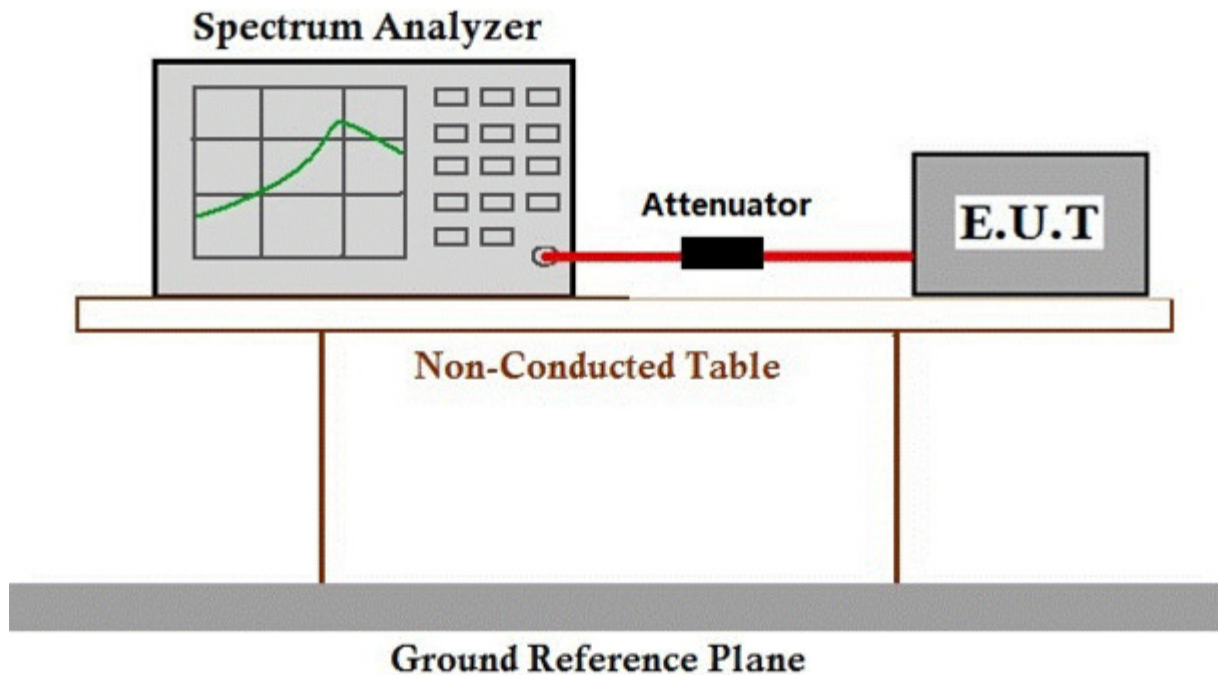 Spectrum Analyzer
Attenuator
E.U.T
Non-Conducted Table
Ground Reference Plane